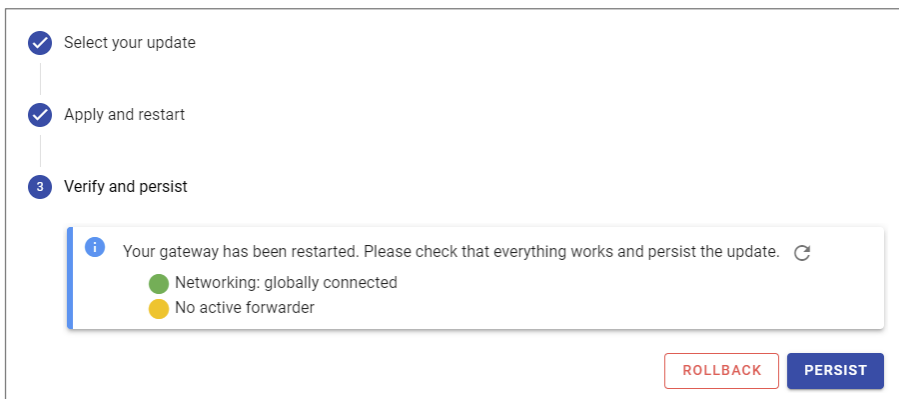 Select your update
Apply and restart
3 Verify and persist
Your gateway has been restarted. Please check that everything works and persist the update.
Networking: globally connected
No active forwarder
ROLLBACK PERSIST